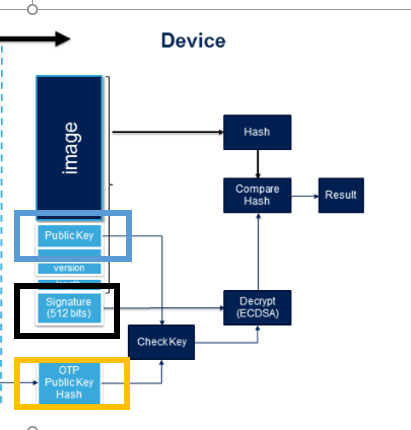 Device
image
Hash
Compare
Hash
Result
Public Key
version
Signature
(512 bits)
Decrypt
(ECDSA)
Check Key
OTP
Public Key
Hash